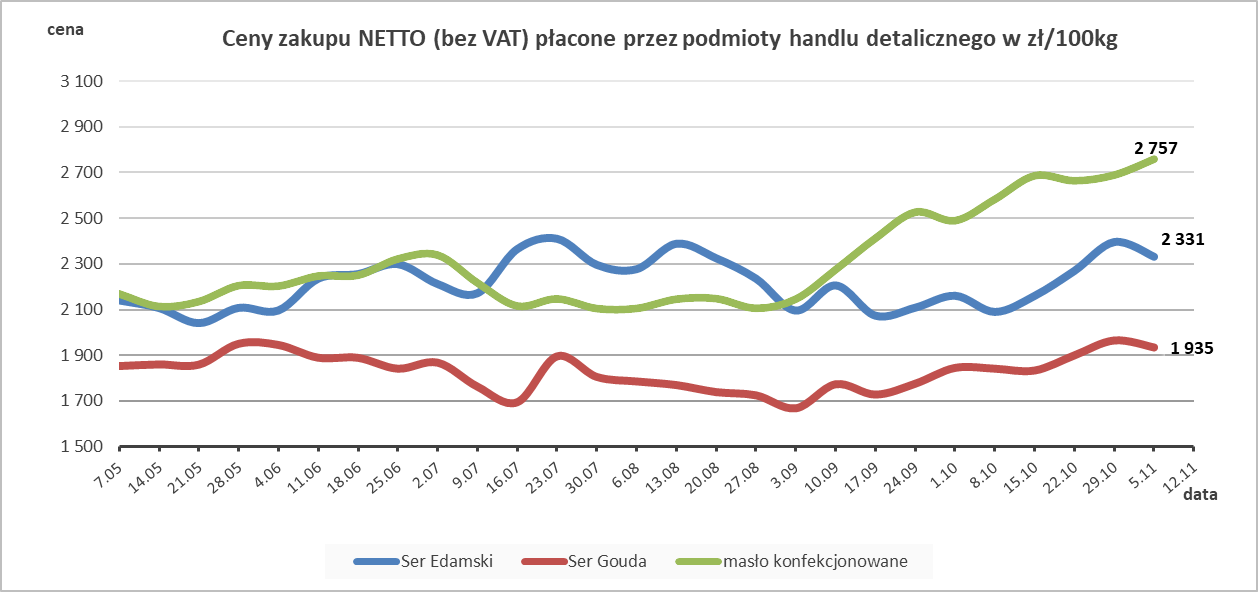 cena
Ceny zakupu NETTO (bez VAT) płacone przez podmioty handlu detalicznego w zł/100kg
3 100
2 900
2 700
2 500
2 300
2 100
1 900
1 700
1 500
2 757
2 331
1 935
7.05 14.05 21.05 28.05 4.06 11.06 18.06 25.06 2.07 9.07 16.07 23.07 30.07 6.08 13.08 20.08 27.08 3.09 10.09 17.09 24.09 1.10 8.10 15.10 22.10 29.10 5.11 12.11
data
Ser Edamski Ser Gouda masło konfekcjonowane